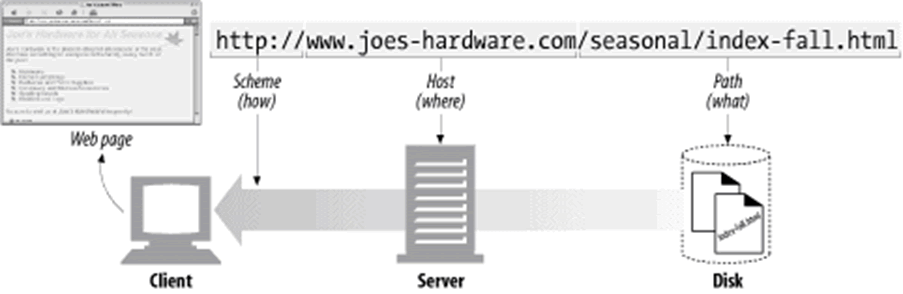 Joe's Hardware for All Seasons
http://www.joes-hardware.com/seasonal/index-fall.html
Scheme
(how)
Host
(where)
Path
(what)
Web page
index-fall.html
Client
Server
Disk